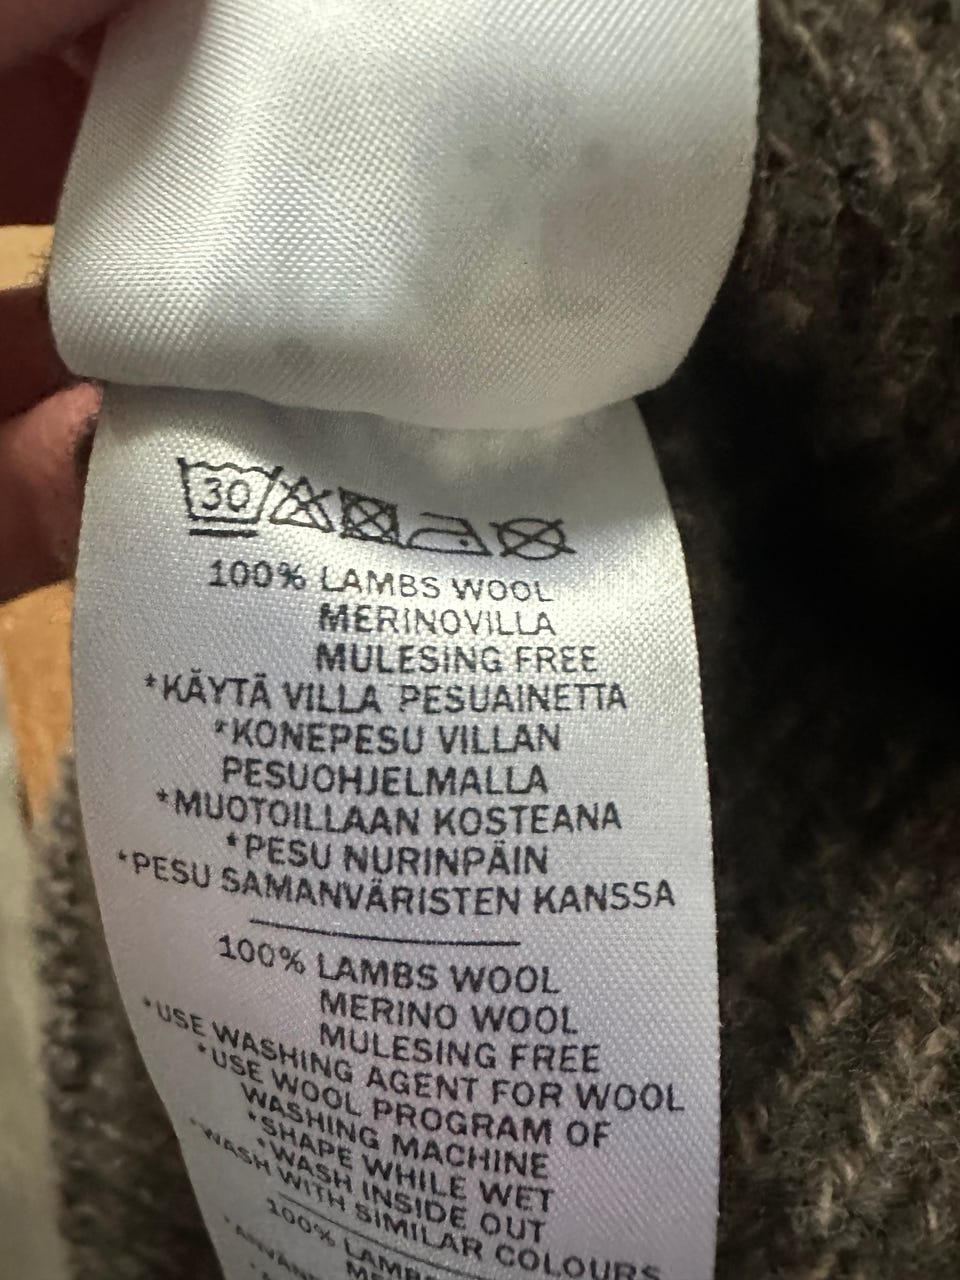 30
100% LAMBS WOOL
MERINOVILLA
MULESING FREE
*KÄYTÄ VILLA PESUAINETTA
*KONEPESU VILLAN
PESUOHJELMALLA
*MUOTOILLAAN KOSTEANA
*PESU NURINPÄIN
*PESU SAMANVÄRISTEN KANSSA
100% LAMBS WOOL
MERINO WOOL
MULESING FREE
*USE WASHING AGENT FOR WOOL
*USE WOOL PROGRAM OF
WASHING MACHINE
*SHAPE WHILE WET
*WASH INSIDE OUT
*WASH WITH SIMILAR COLOURS
100% LAMBS